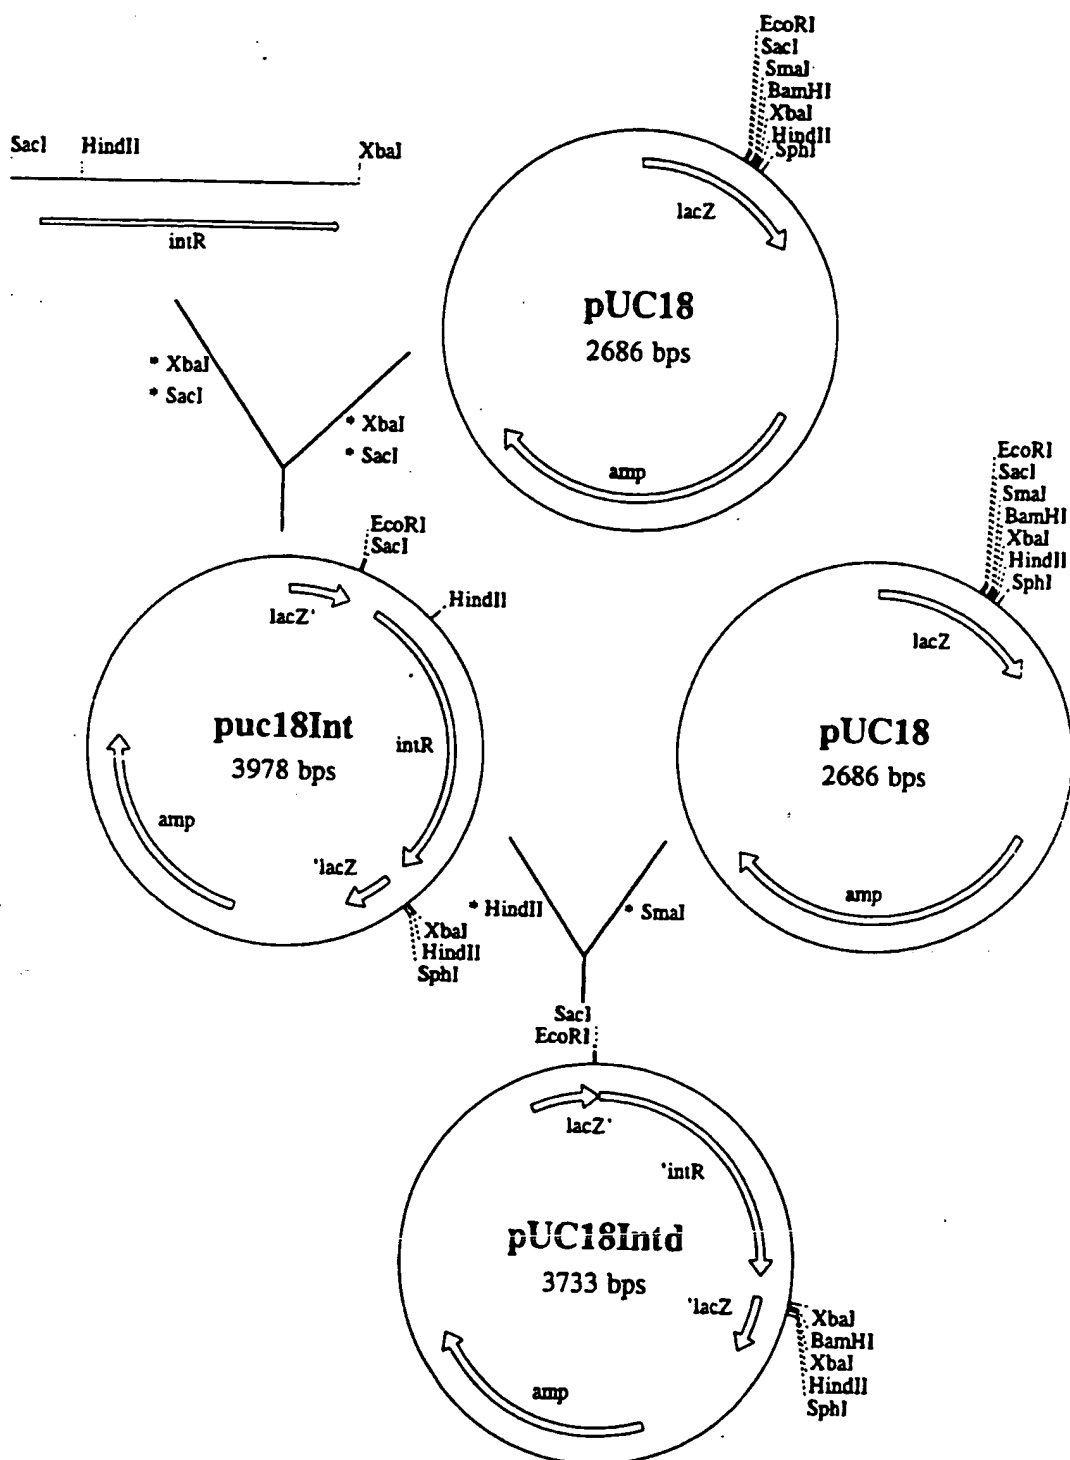 EcoRI
SacI
SmaI
BamHI
XbaI
HindII
SphI
lacZ
pUC18
2686 bps
amp
SacI
HindII
XbaI
intR
* XbaI
* SacI
* XbaI
* SacI
EcoRI
SacI
HindII
lacZ'
puc18Int
3978 bps
intR
amp
'lacZ
XbaI
HindII
SphI
EcoRI
SacI
SmaI
BamHI
XbaI
HindII
SphI
lacZ
pUC18
2686 bps
amp
* HindII
* SmaI
SacI
EcoRI
lacZ'
'intR
pUC18Intd
3733 bps
'lacZ
amp
XbaI
BamHI
XbaI
HindII
SphI